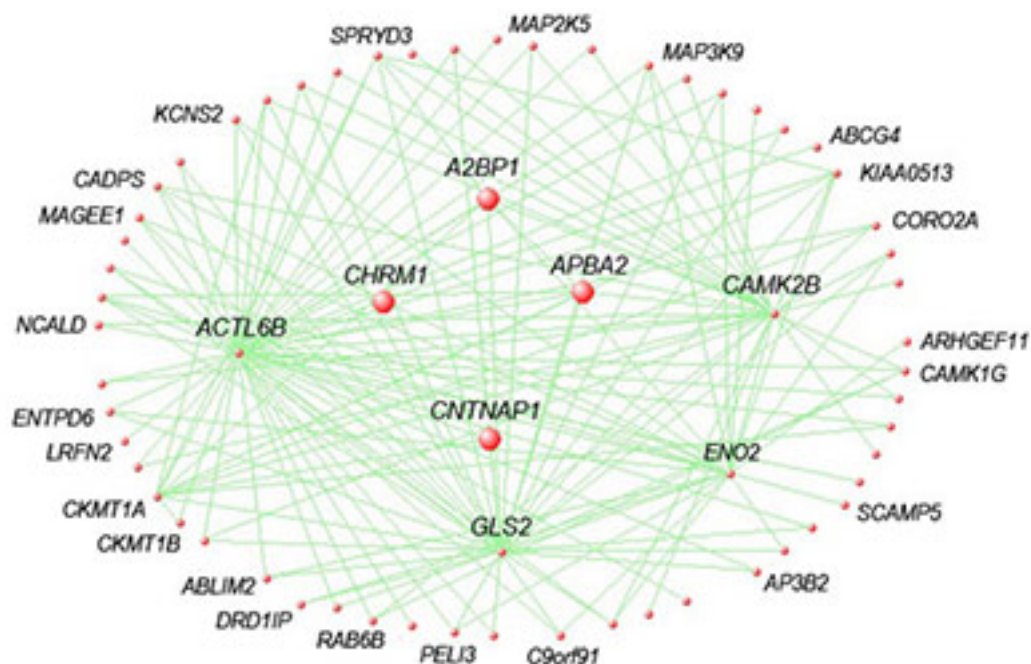 SPRYD3
MAP2K5
MAP3K9
KCNS2
ABCG4
A2BP1
KIAA0513
CADPS
MAGEE1
CORO2A
CHRM1
APBA2
CAMK2B
NCALD
ACTL6B
ARHGEF11
CAMK1G
CNTNAP1
ENTPD6
LRFN2
ENO2
CKMT1A
SCAMP5
GLS2
CKMT1B
ABLIM2
AP3B2
DRD1IP
RAB6B
PELI3
C9orf91